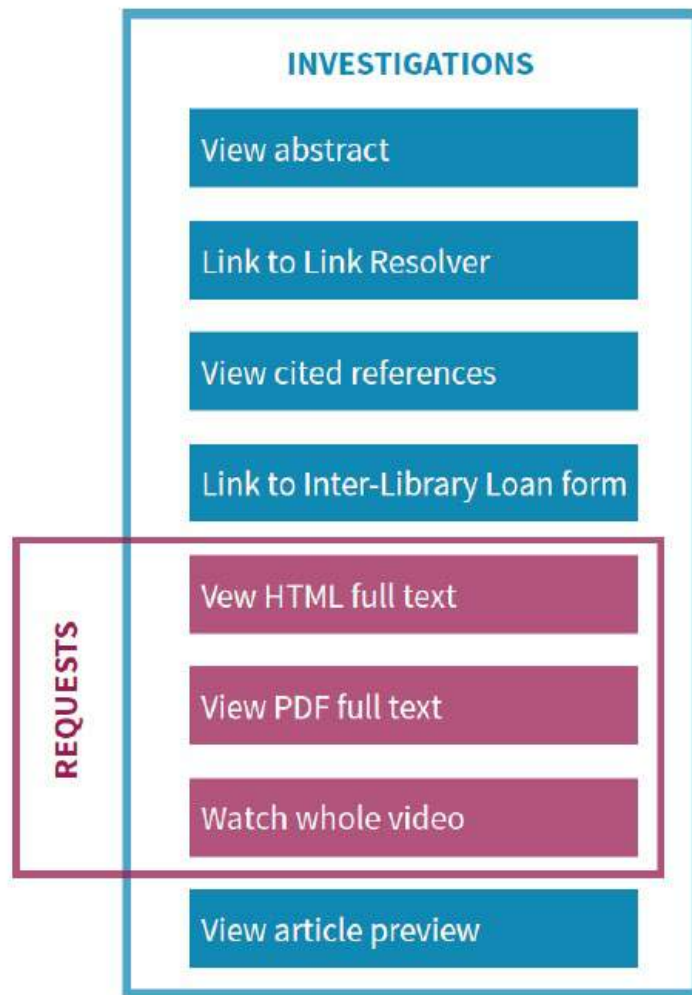 INVESTIGATIONS
View abstract
Link to Link Resolver
View cited references
Link to Inter-Library Loan form
REQUESTS
Vew HTML full text
View PDF full text
Watch whole video
View article preview